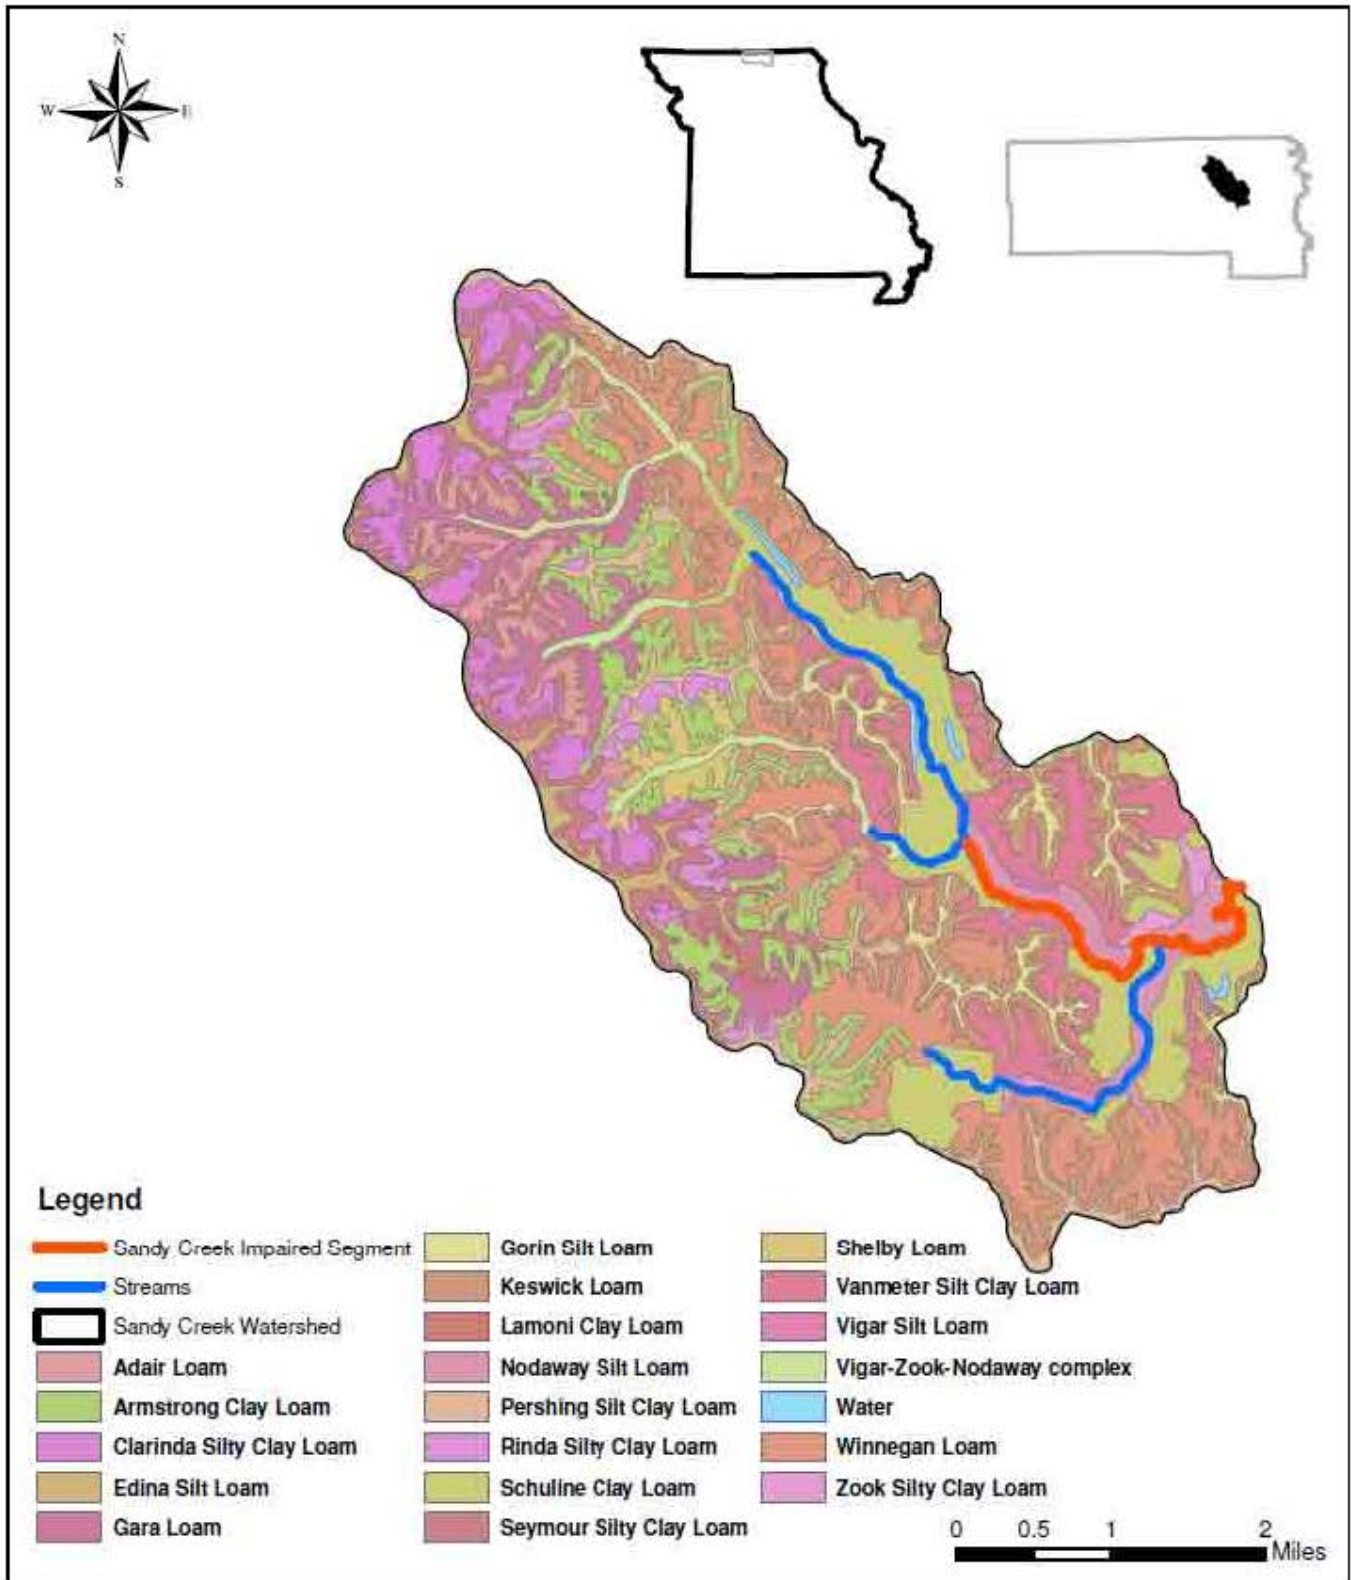 N
W E
S
Legend
Sandy Creek Impaired Segment
Streams
Sandy Creek Watershed
Adair Loam
Armstrong Clay Loam
Clarinda Silty Clay Loam
Edina Silt Loam
Gara Loam
Gorin Silt Loam
Keswick Loam
Lamoni Clay Loam
Nodaway Silt Loam
Pershing Silt Clay Loam
Rinda Silty Clay Loam
Schuline Clay Loam
Seymour Silty Clay Loam
Shelby Loam
Vanmeter Silt Clay Loam
Vigar Silt Loam
Vigar-Zook-Nodaway complex
Water
Winnegan Loam
Zook Silty Clay Loam
0 0.5 1 2
Miles